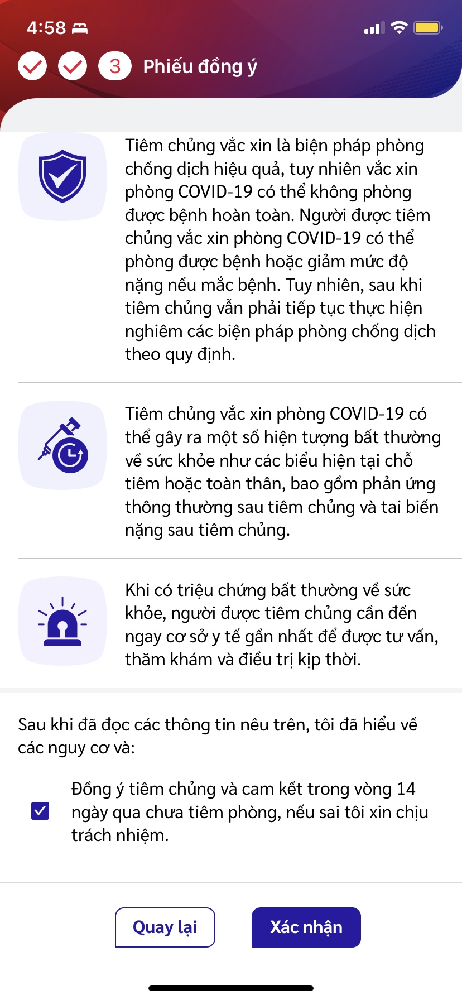 4:58
3 Phiếu đồng ý
Tiêm chủng vắc xin là biện pháp phòng
chống dịch hiệu quả, tuy nhiên vắc xin
phòng COVID-19 có thể không phòng
được bệnh hoàn toàn. Người được tiêm
chủng vắc xin phòng COVID-19 có thể
phòng được bệnh hoặc giảm mức độ
nặng nếu mắc bệnh. Tuy nhiên, sau khi
tiêm chủng vẫn phải tiếp tục thực hiện
nghiêm các biện pháp phòng chống dịch
theo quy định.
Tiêm chủng vắc xin phòng COVID-19 có
thể gây ra một số hiện tượng bất thường
về sức khỏe như các biểu hiện tại chỗ
tiêm hoặc toàn thân, bao gồm phản ứng
thông thường sau tiêm chủng và tai biến
nặng sau tiêm chủng.
Khi có triệu chứng bất thường về sức
khỏe, người được tiêm chủng cần đến
ngay cơ sở y tế gần nhất để được tư vấn,
thăm khám và điều trị kịp thời.
Sau khi đã đọc các thông tin nêu trên, tôi đã hiểu về
các nguy cơ và:
Đồng ý tiêm chủng và cam kết trong vòng 14
ngày qua chưa tiêm phòng, nếu sai tôi xin chịu
trách nhiệm.
Quay lại Xác nhận